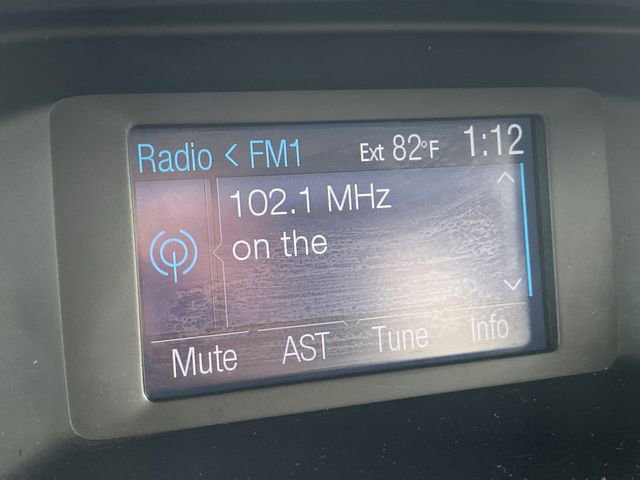 Radio < FM1 Ext 82°F 1:12
102.1 MHz
on the
Mute AST Tune Info